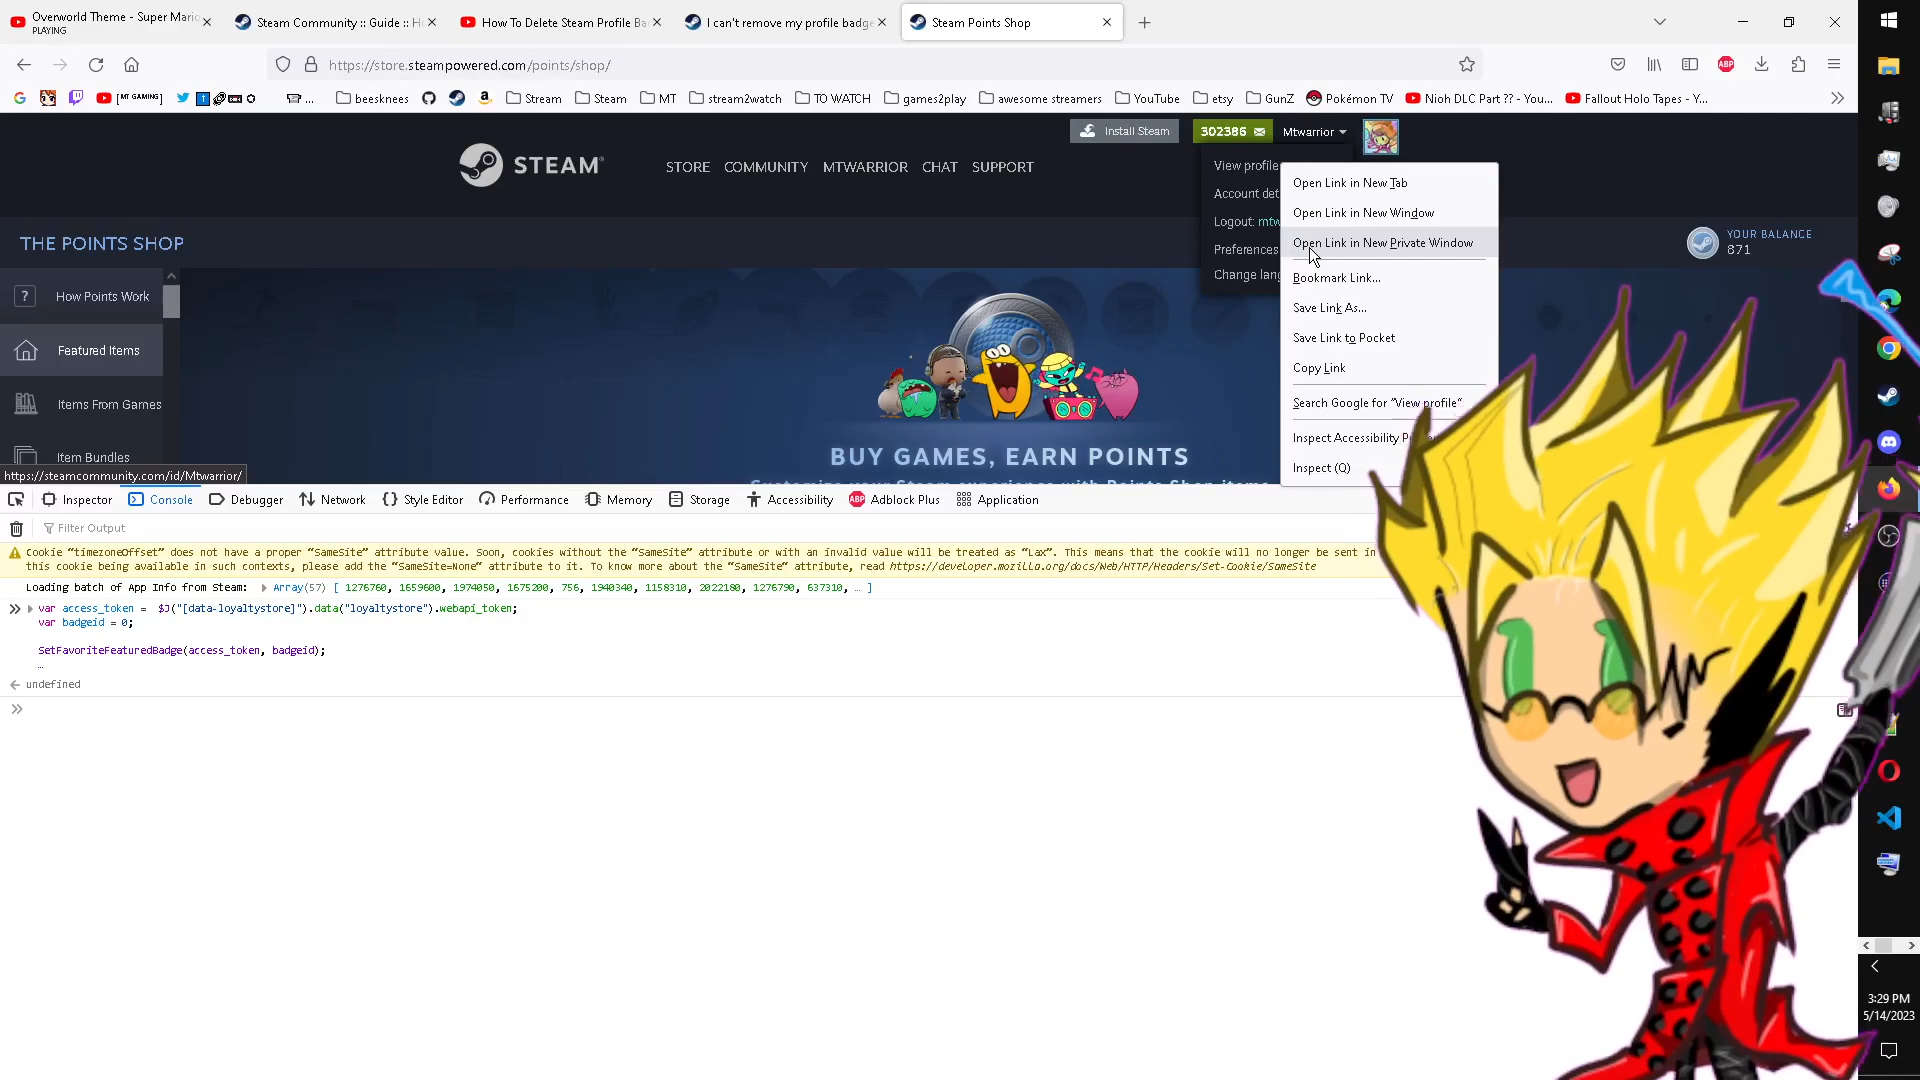 Overworld Theme - Super Mario
PLAYING
Steam Community :: Guide :: H
How To Delete Steam Profile Ba
I can't remove my profile badge
Steam Points Shop
https://store.steampowered.com/points/shop/
ABP
[ᴹᵀ ᴳᴬᴹᴵᴺᴳ]
...
beesknees
Stream
Steam
MT
stream2watch
TO WATCH
games2play
awesome streamers
YouTube
etsy
GunZ
Pokémon TV
Nioh DLC Part ?? - You...
Fallout Holo Tapes - Y...
Install Steam
302386
Mtwarrior
STEAM®
STORE
COMMUNITY
MTWARRIOR
CHAT
SUPPORT
View profile
Account det
Logout: mtw
Preferences
Change lang
Open Link in New Tab
Open Link in New Window
Open Link in New Private Window
Bookmark Link...
Save Link As...
Save Link to Pocket
Copy Link
Search Google for "View profile"
Inspect Accessibility P
Inspect (Q)
THE POINTS SHOP
YOUR BALANCE
871
? How Points Work
Featured Items
Items From Games
Item Bundles
BUY GAMES, EARN POINTS
Customize your Steam experience with Points Shop items
https://steamcommunity.com/id/Mtwarrior/
Inspector
Console
Debugger
Network
Style Editor
Performance
Memory
Storage
Accessibility
ABP
Adblock Plus
Application
Filter Output
Cookie "timezoneOffset" does not have a proper "SameSite" attribute value. Soon, cookies without the "SameSite" attribute or with an invalid value will be treated as "Lax". This means that the cookie will no longer be sent in
this cookie being available in such contexts, please add the "SameSite=None" attribute to it. To know more about the "SameSite" attribute, read https://developer.mozilla.org/docs/Web/HTTP/Headers/Set-Cookie/SameSite
Loading batch of App Info from Steam: Array(57) [ 1276760, 1659600, 1974050, 1675200, 756, 1940340, 1158310, 2022180, 1276790, 637310, … ]
var access_token = $J("[data-loyaltystore]").data("loyaltystore").webapi_token;
var badgeid = 0;
SetFavoriteFeaturedBadge(access_token, badgeid);
…
undefined
3:29 PM
5/14/2023